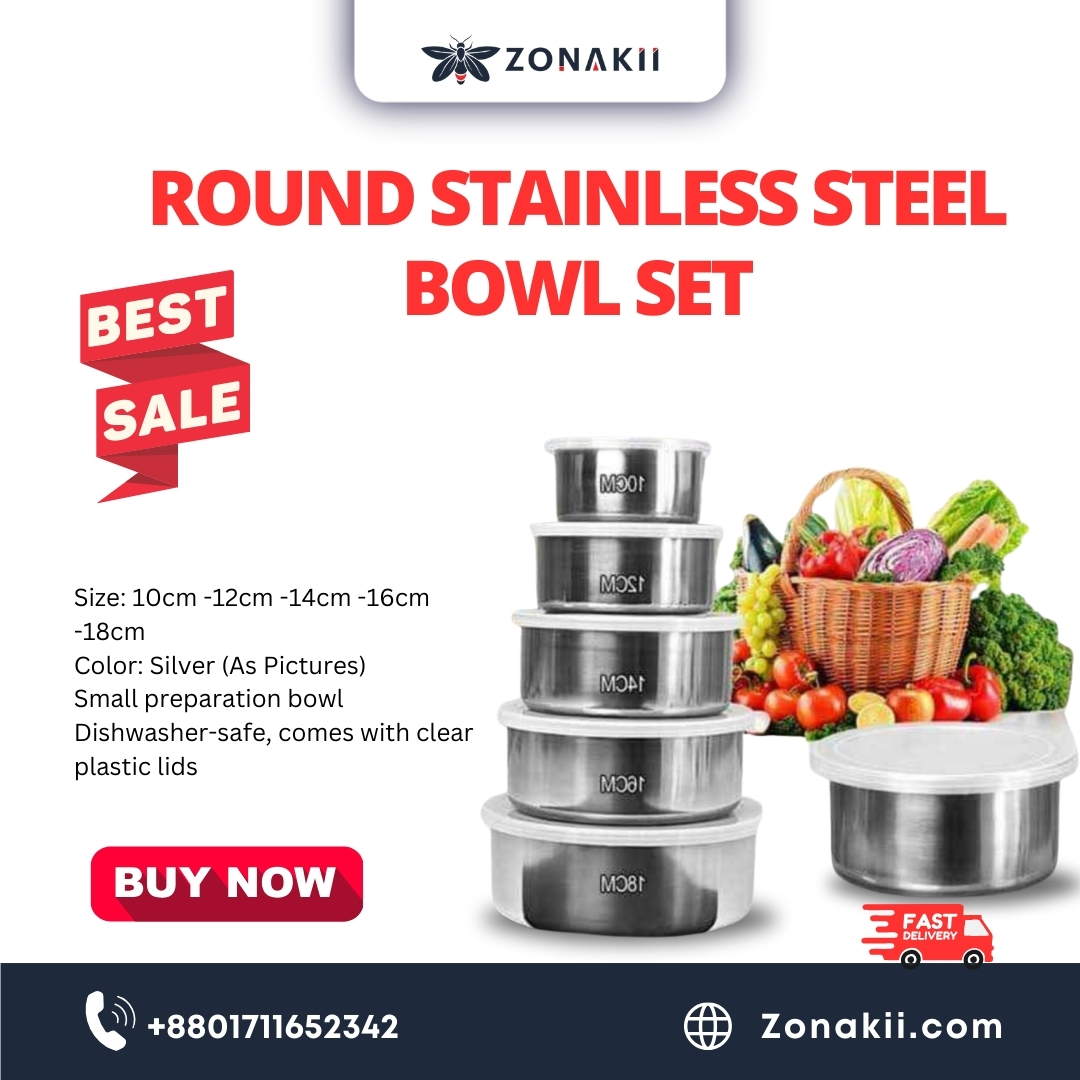 ZONAKII
ROUND STAINLESS STEEL
BOWL SET
BEST
SALE
10CM
12CM
14CM
16CM
18CM
Size: 10cm -12cm -14cm -16cm
-18cm
Color: Silver (As Pictures)
Small preparation bowl
Dishwasher-safe, comes with clear
plastic lids
BUY NOW
FAST
DELIVERY
+8801711652342
Zonakii.com